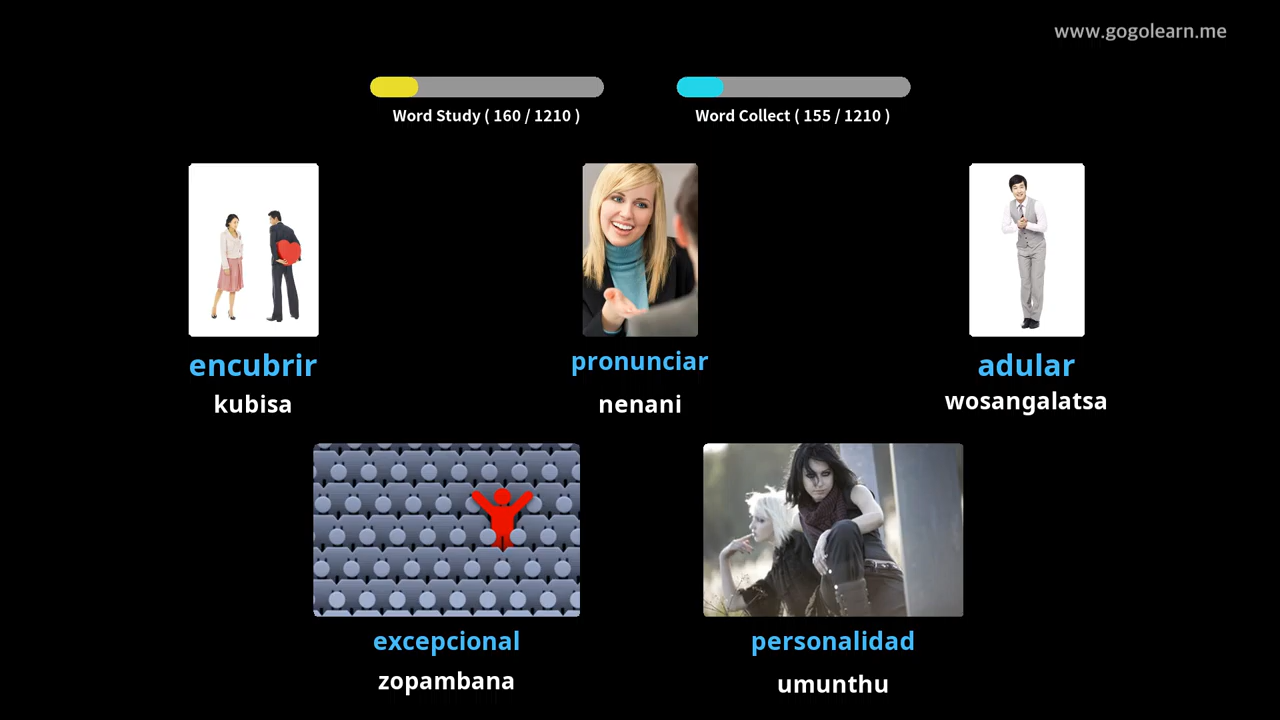 www.gogolearn.me
Word Study ( 160 / 1210 )
Word Collect ( 155 / 1210 )
encubrir
kubisa
pronunciar
nenani
adular
wosangalatsa
excepcional
zopambana
personalidad
umunthu